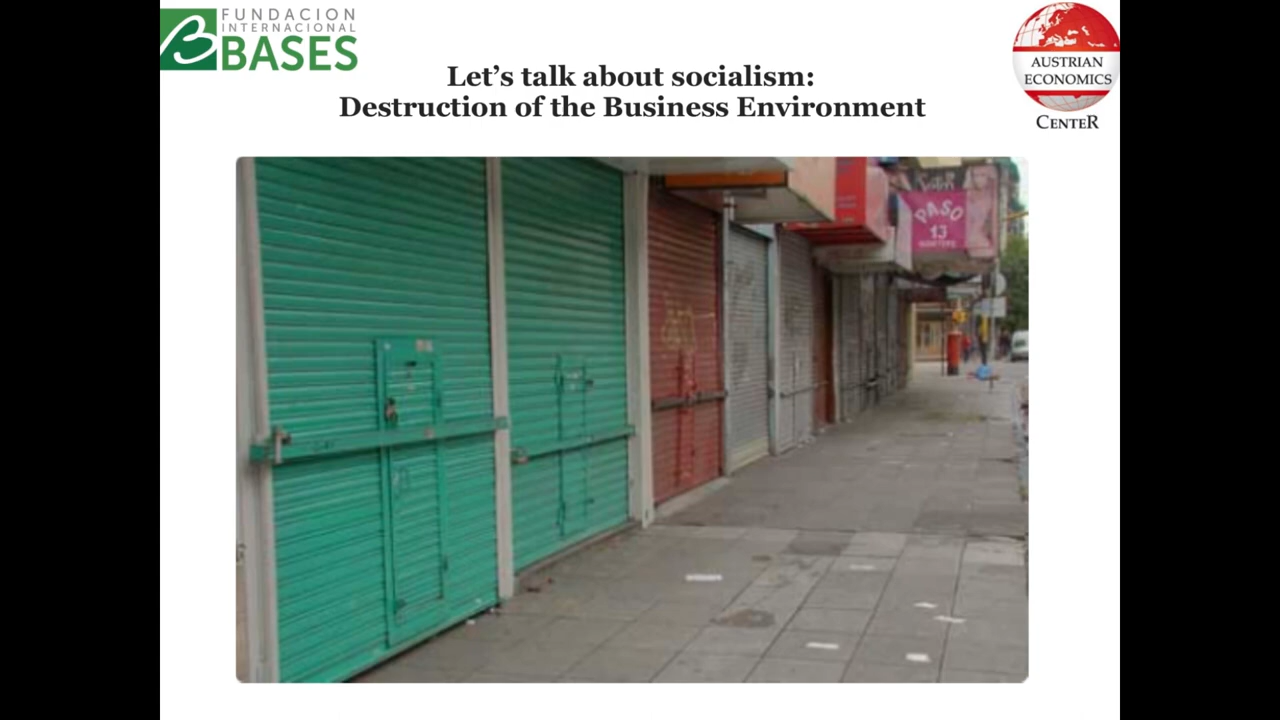 FUNDACION
INTERNACIONAL
BASES
Let's talk about socialism:
Destruction of the Business Environment
AUSTRIAN
ECONOMICS
CENTER
PASO
13